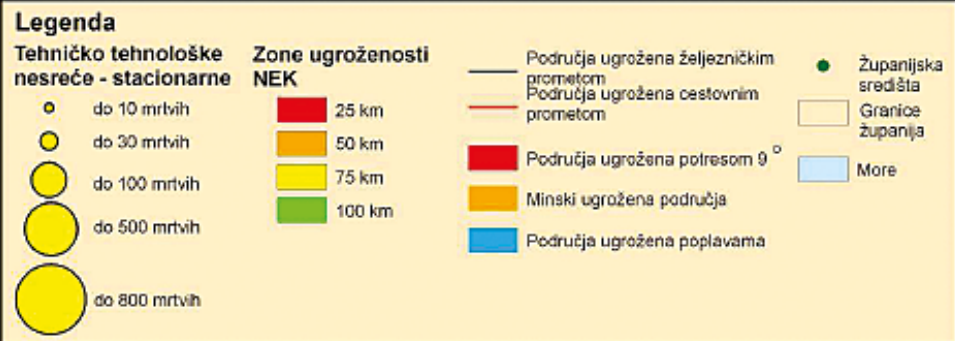 Legenda
Tehničko tehnološke
nesreće - stacionarne
do 10 mrtvih
do 30 mrtvih
do 100 mrtvih
do 500 mrtvih
do 800 mrtvih
Zone ugroženosti
NEK
25 km
50 km
75 km
100 km
Područja ugrožena željezničkim
prometom
Područja ugrožena cestovnim
prometom
Područja ugrožena potresom 9 °
Minski ugrožena područja
Područja ugrožena poplavama
Županijska
središta
Granice
županija
More